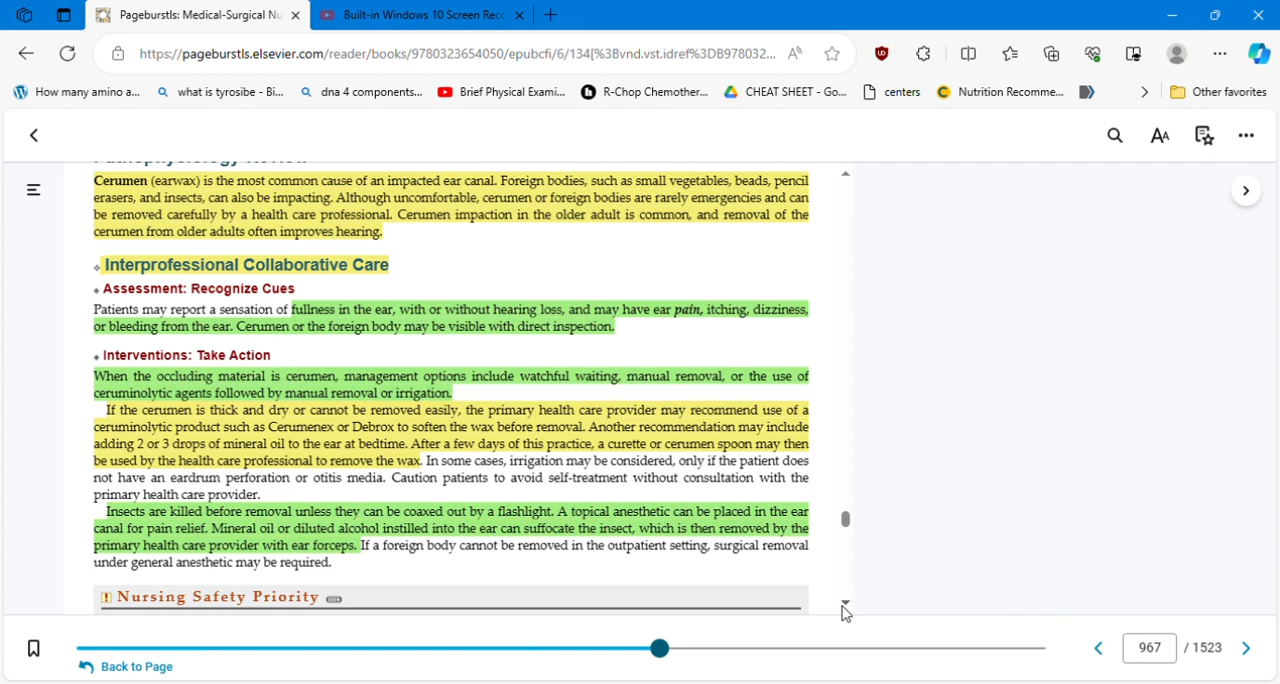 Pageburstls: Medical-Surgical Nu
Built-in Windows 10 Screen Rec
https://pageburstls.elsevier.com/reader/books/9780323654050/epubcfi/6/134[%3Bvnd.vst.idref%3DB978032...
How many amino a...
what is tyrosibe - Bi...
dna 4 components...
Brief Physical Exami...
R-Chop Chemother...
CHEAT SHEET - Go...
centers
Nutrition Recomme...
Other favorites
Cerumen (earwax) is the most common cause of an impacted ear canal. Foreign bodies, such as small vegetables, beads, pencil
erasers, and insects, can also be impacting. Although uncomfortable, cerumen or foreign bodies are rarely emergencies and can
be removed carefully by a health care professional. Cerumen impaction in the older adult is common, and removal of the
cerumen from older adults often improves hearing.
Interprofessional Collaborative Care
Assessment: Recognize Cues
Patients may report a sensation of fullness in the ear, with or without hearing loss, and may have ear pain, itching, dizziness,
or bleeding from the ear. Cerumen or the foreign body may be visible with direct inspection.
Interventions: Take Action
When the occluding material is cerumen, management options include watchful waiting, manual removal, or the use of
ceruminolytic agents followed by manual removal or irrigation.
If the cerumen is thick and dry or cannot be removed easily, the primary health care provider may recommend use of a
ceruminolytic product such as Cerumenex or Debrox to soften the wax before removal. Another recommendation may include
adding 2 or 3 drops of mineral oil to the ear at bedtime. After a few days of this practice, a curette or cerumen spoon may then
be used by the health care professional to remove the wax. In some cases, irrigation may be considered, only if the patient does
not have an eardrum perforation or otitis media. Caution patients to avoid self-treatment without consultation with the
primary health care provider.
Insects are killed before removal unless they can be coaxed out by a flashlight. A topical anesthetic can be placed in the ear
canal for pain relief. Mineral oil or diluted alcohol instilled into the ear can suffocate the insect, which is then removed by the
primary health care provider with ear forceps. If a foreign body cannot be removed in the outpatient setting, surgical removal
under general anesthetic may be required.
! Nursing Safety Priority
967 / 1523
Back to Page